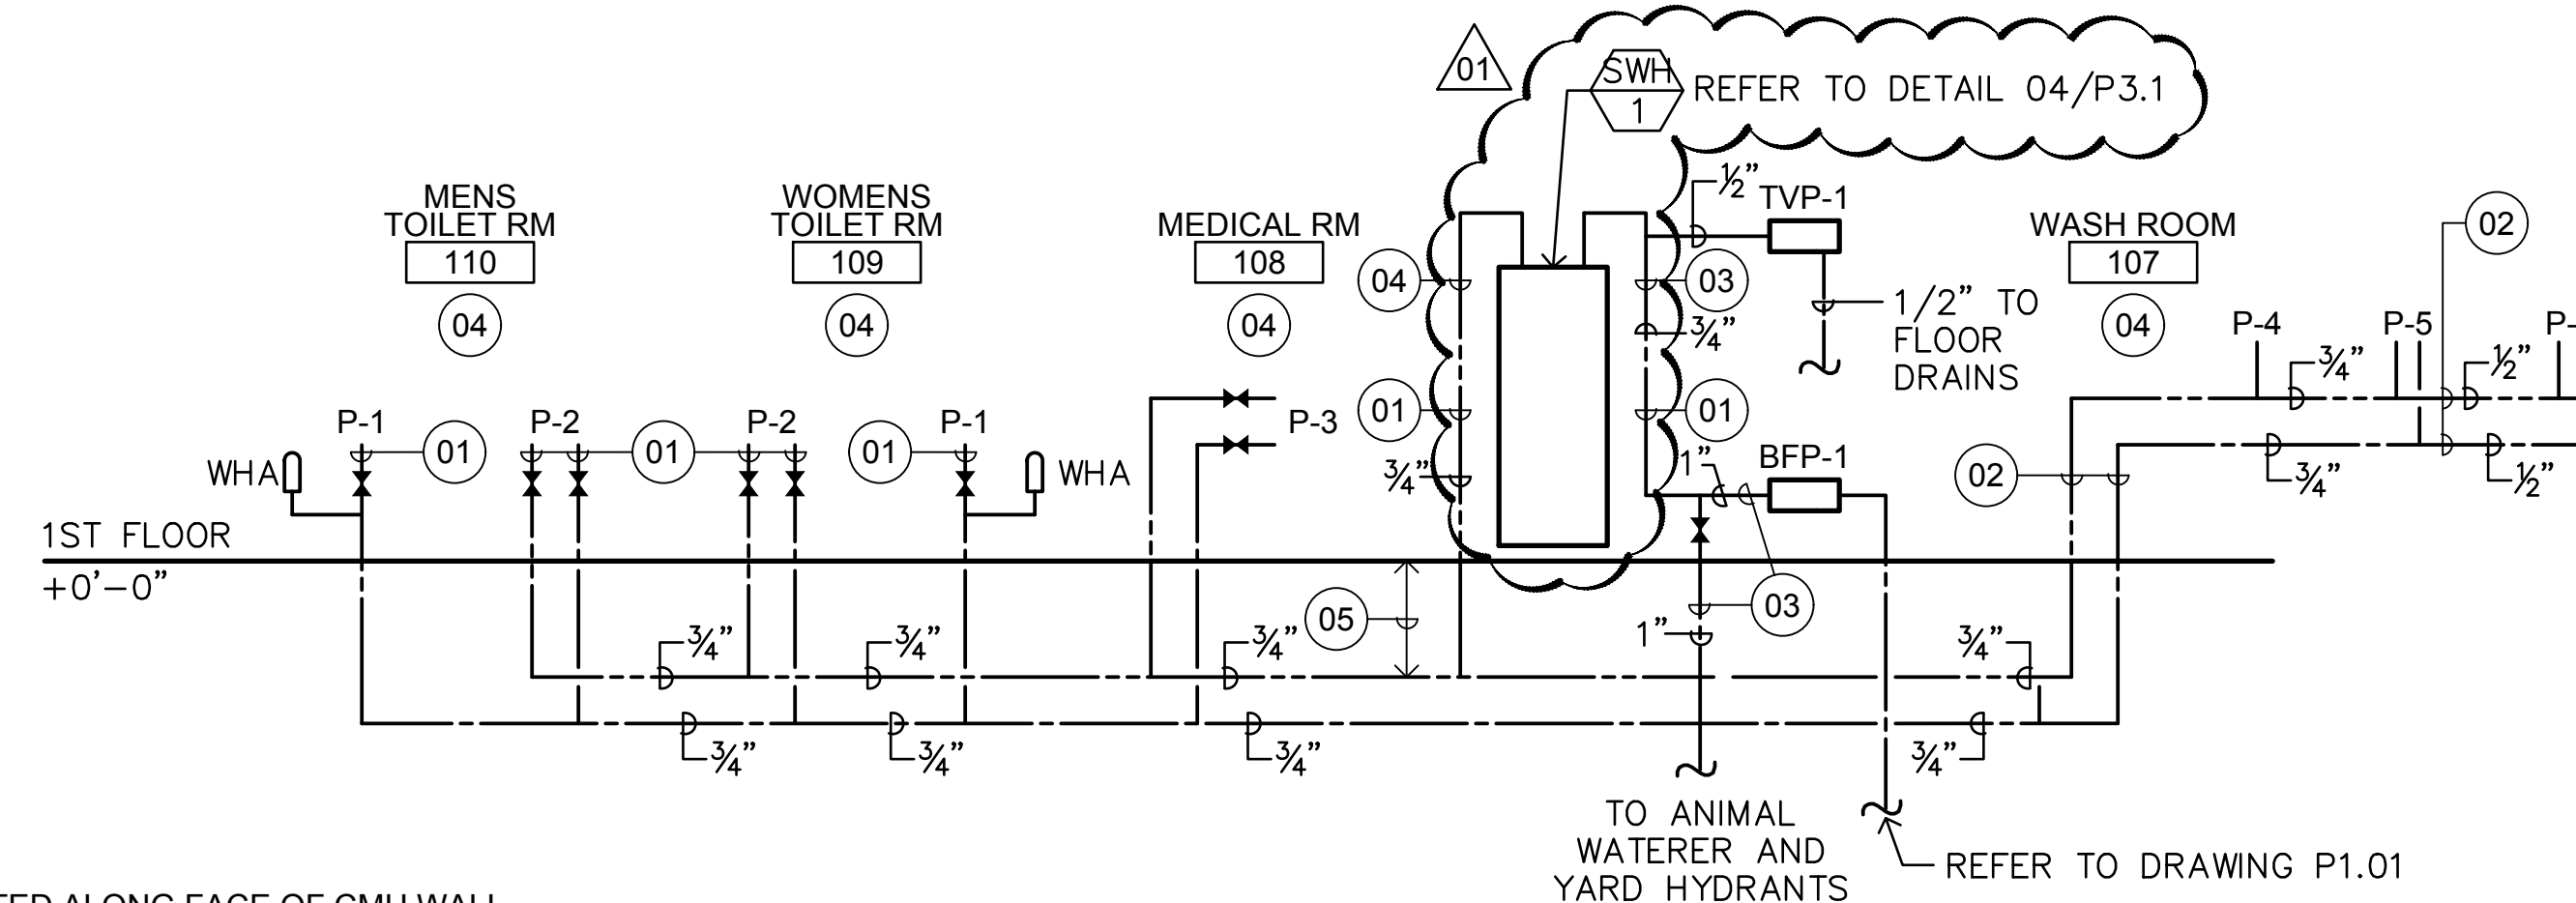 01
SWH
1
REFER TO DETAIL 04/P3.1
MENS
TOILET RM
110
04
WOMENS
TOILET RM
109
04
MEDICAL RM
108
04
04
01
3/4"
1/2"
TVP-1
03
3/4"
01
1/2" TO
FLOOR
DRAINS
WASH ROOM
107
04
02
P-4
3/4"
P-5
1/2"
P-
3/4"
1/2"
02
WHA
P-1
01
P-2
01
P-2
01
P-1
WHA
P-3
1"
BFP-1
03
1"
1ST FLOOR
+0'-0"
05
3/4"
3/4"
3/4"
3/4"
3/4"
3/4"
3/4"
3/4"
TO ANIMAL
WATERER AND
YARD HYDRANTS
REFER TO DRAWING P1.01
ALONG FACE OF CMU WALL